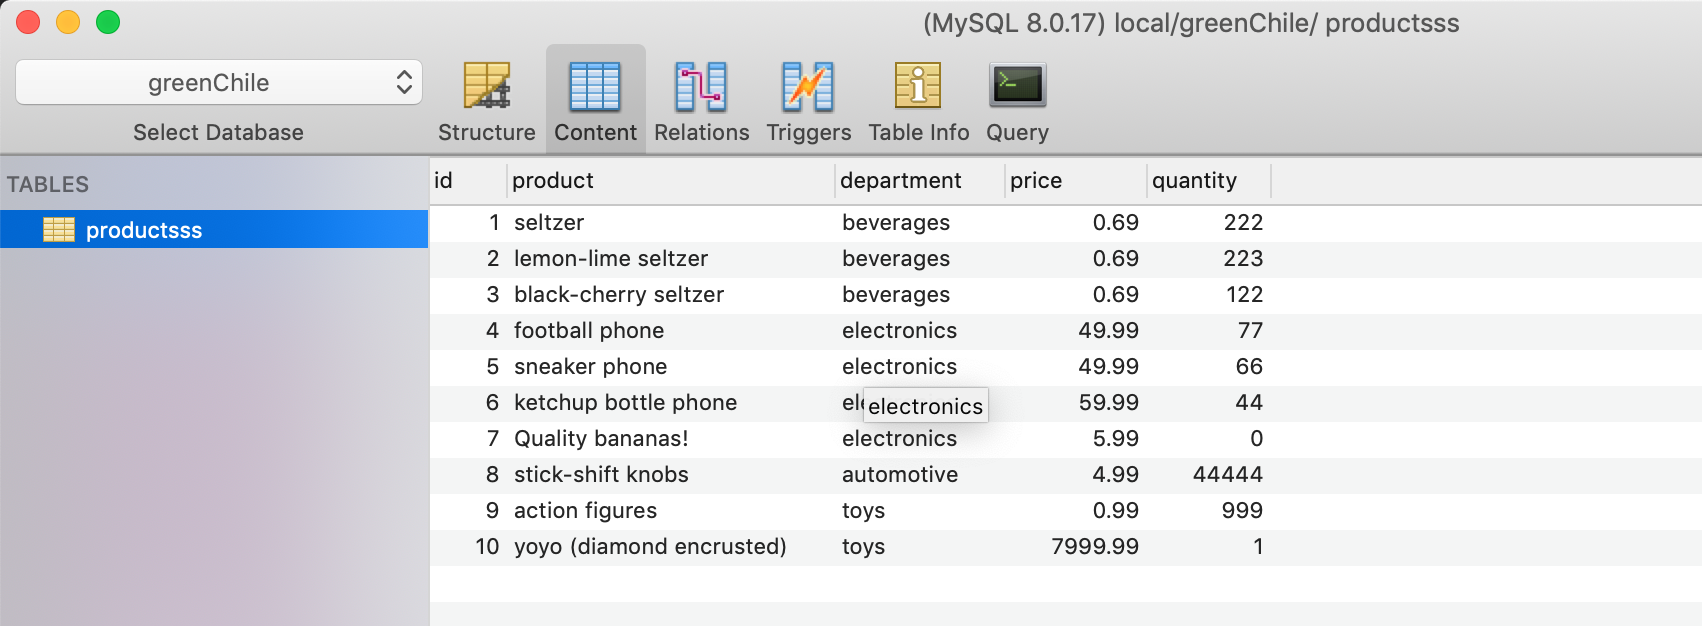 (MySQL 8.0.17) local/greenChile/ productsss
greenChile
Select Database
Structure Content Relations Triggers Table Info Query
TABLES
productsss
id product department price quantity
1 seltzer beverages 0.69 222
2 lemon-lime seltzer beverages 0.69 223
3 black-cherry seltzer beverages 0.69 122
4 football phone electronics 49.99 77
5 sneaker phone electronics 49.99 66
6 ketchup bottle phone electronics 59.99 44
7 Quality bananas! electronics 5.99 0
8 stick-shift knobs automotive 4.99 44444
9 action figures toys 0.99 999
10 yoyo (diamond encrusted) toys 7999.99 1